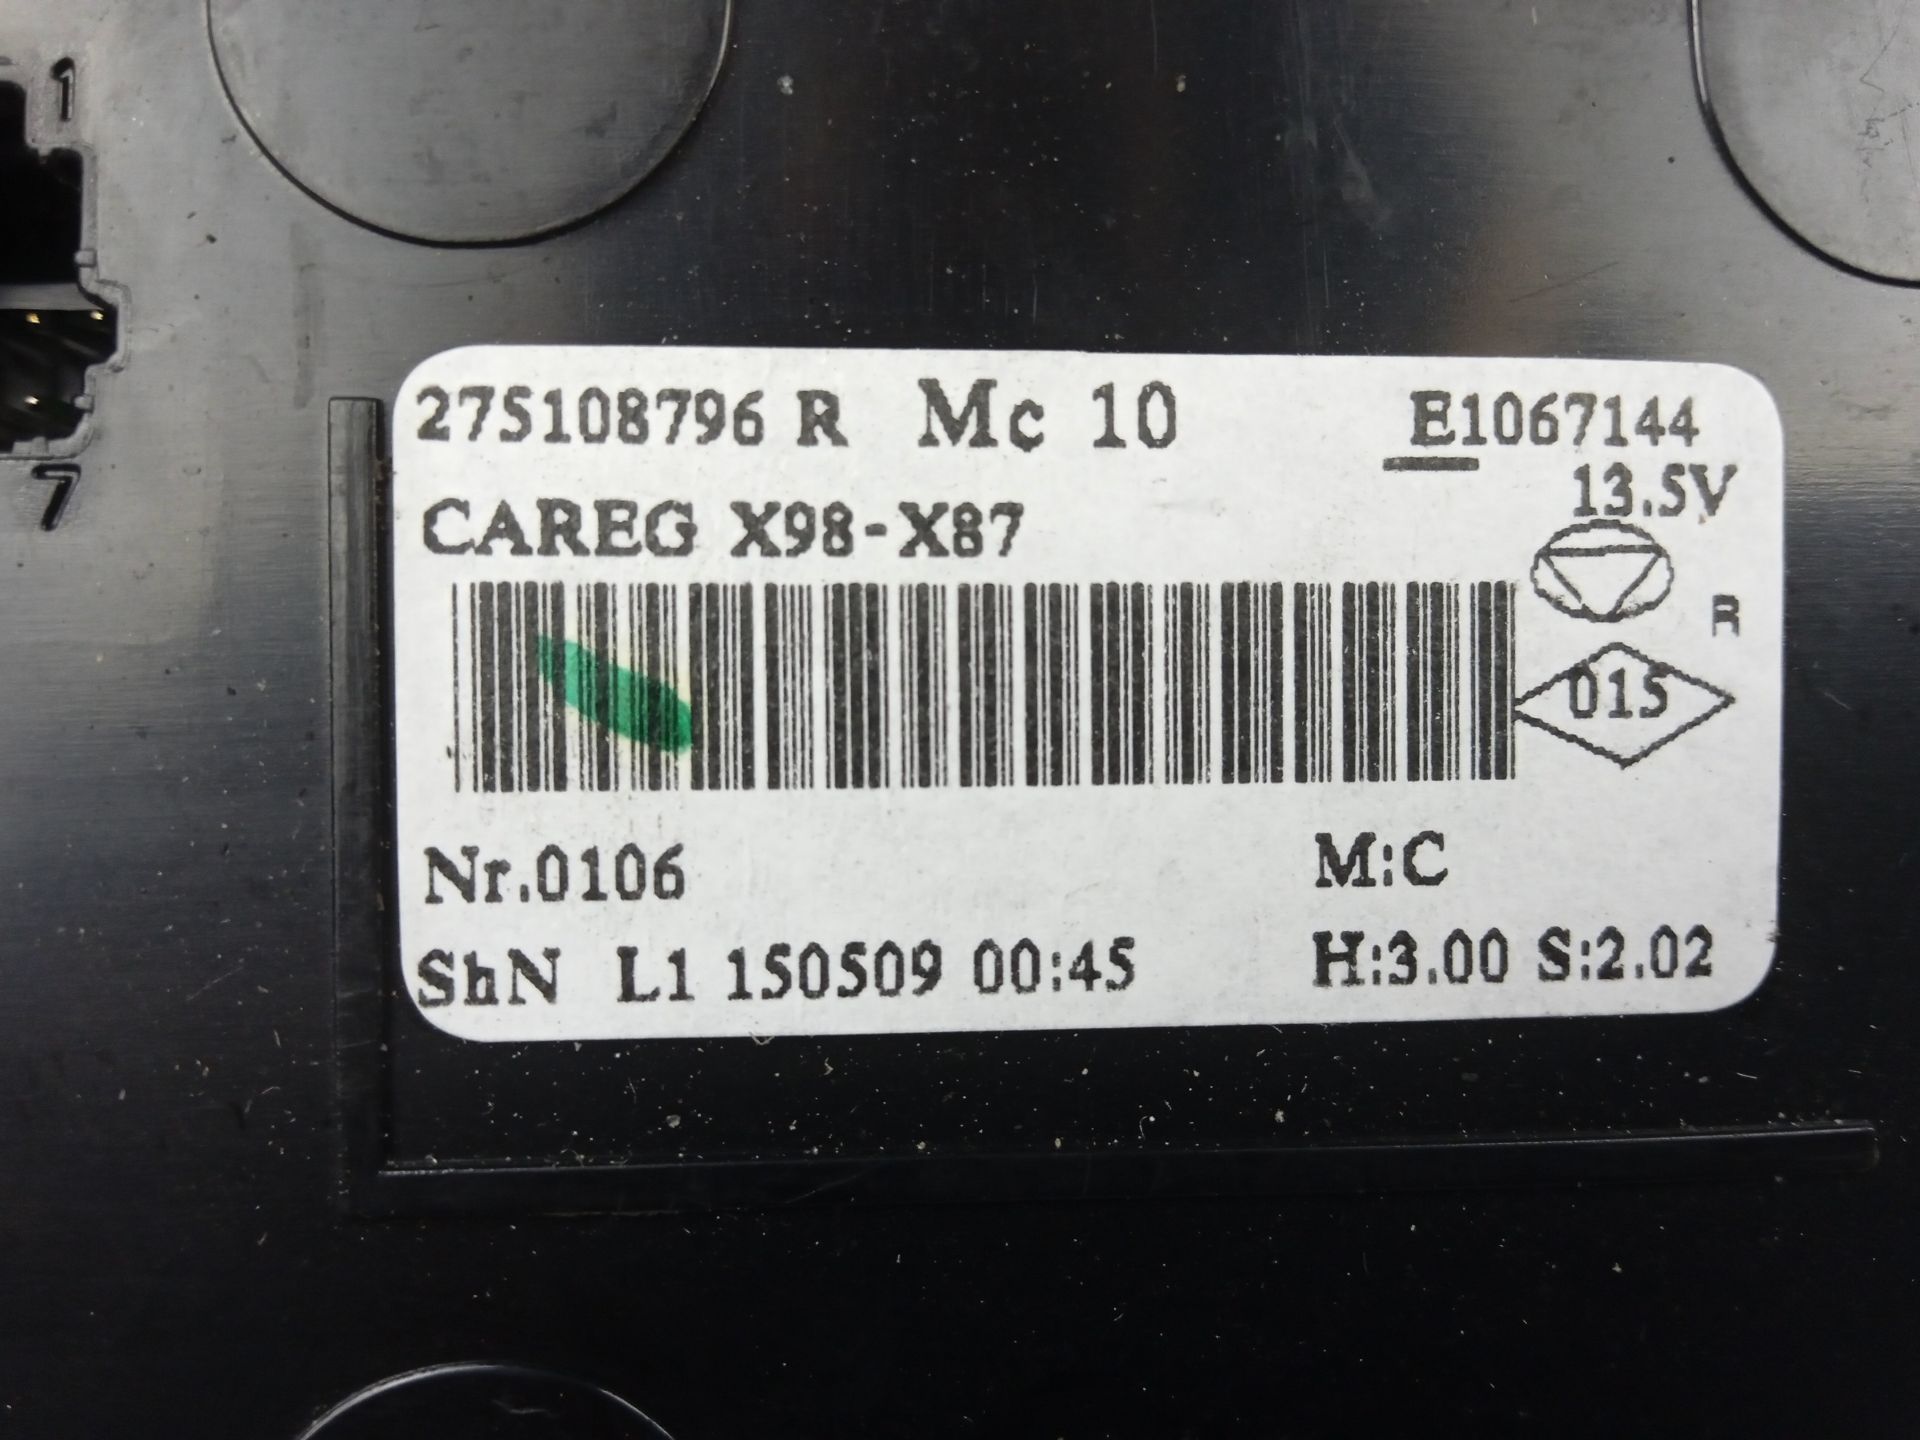 1
7
275108796 R Mc 10 E1067144
13.5V
CAREG X98-X87
R
015
Nr.0106 M:C
ShN L1 150509 00:45 H:3.00 S:2.02